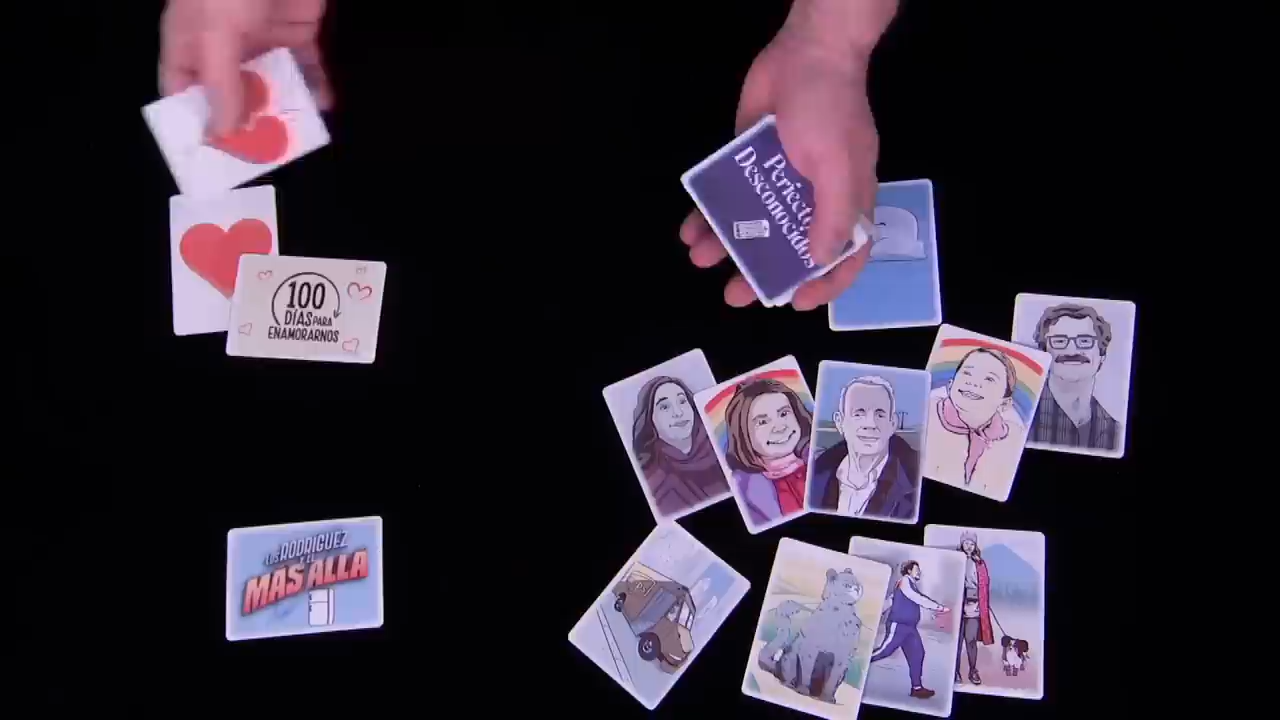 Perfectos
Desconocidos
100
DÍAS PARA
ENAMORARNOS
LOS RODRIGUEZ
Y EL
MAS ALLA